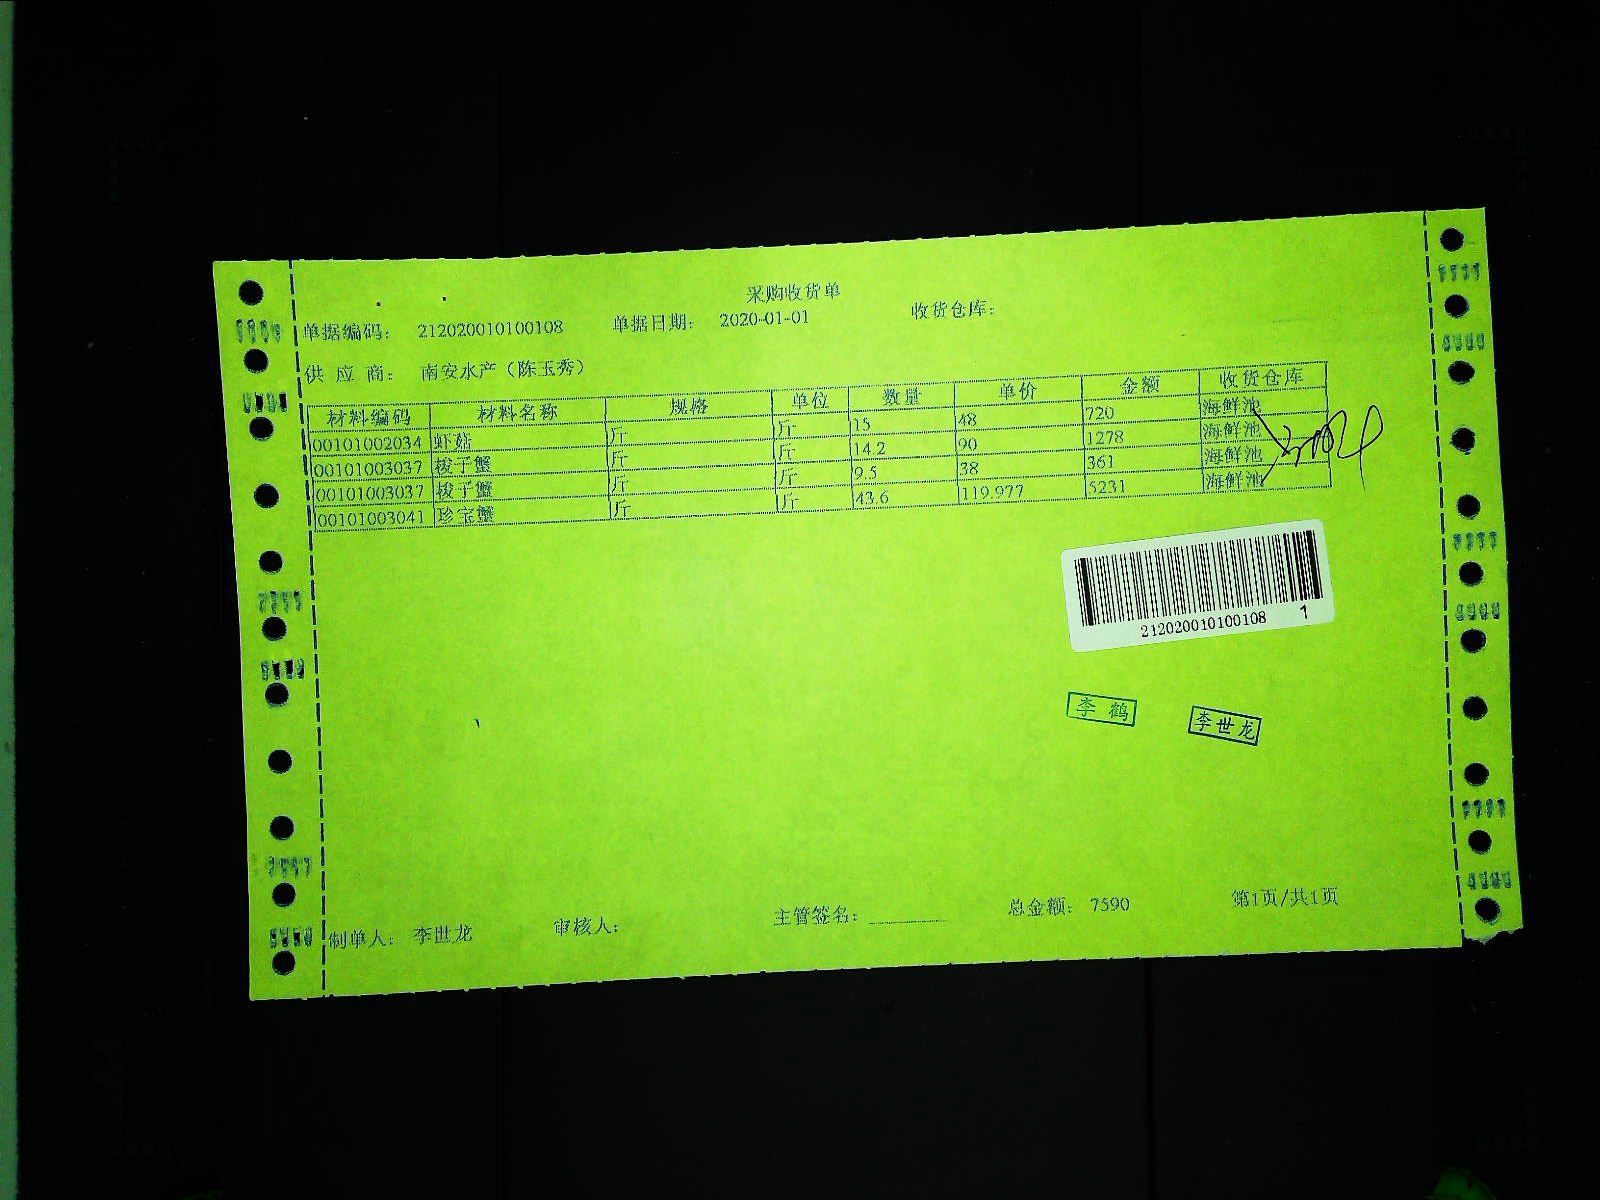 采购收货单
单据编码： 212020010100108 单据日期： 2020-01-01 收货仓库：
供 应 商： 南安水产（陈玉秀）
材料编码 材料名称 规格 单位 数量 单价 金额 收货仓库
00101002034 虾菇 斤 斤 15 48 720 海鲜池
00101003037 梭子蟹 斤 斤 14.2 90 1278 海鲜池
00101003037 梭子蟹 斤 斤 9.5 38 361 海鲜池
00101003041 珍宝蟹 斤 斤 43.6 119.977 5231 海鲜池
212020010100108 1
李 鹤
李世龙
制单人： 李世龙 审核人： 主管签名： 总金额： 7590 第1页/共1页